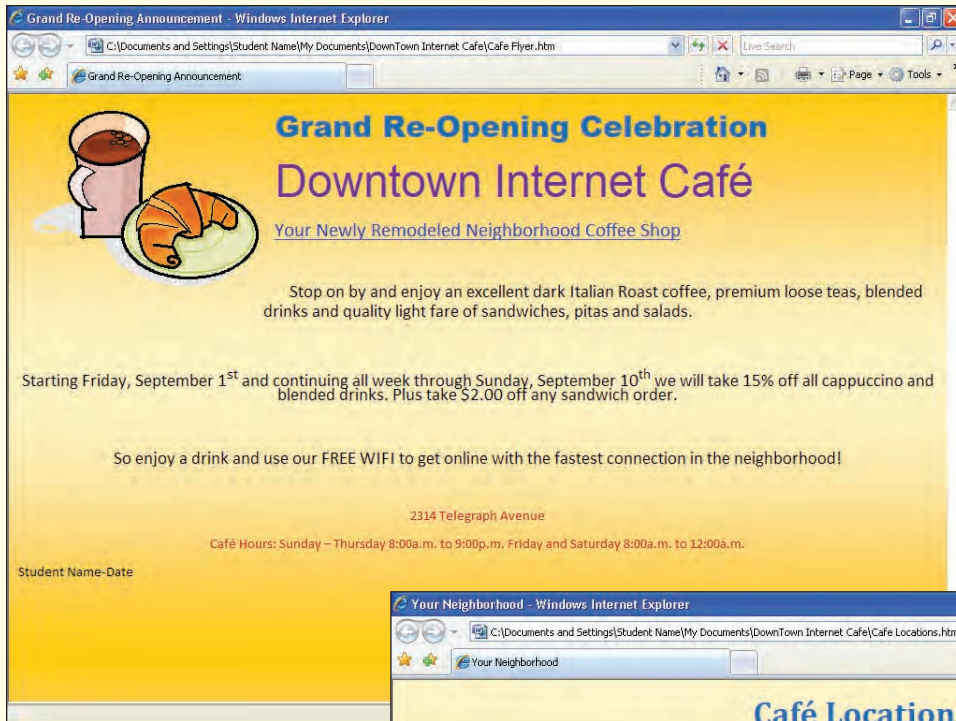 Grand Re-Opening Announcement - Windows Internet Explorer
C:\Documents and Settings\Student Name\My Documents\DownTown Internet Cafe\Cafe Flyer.htm
Live Search
Grand Re-Opening Announcement
Page
Tools
Grand Re-Opening Celebration
Downtown Internet Café
Your Newly Remodeled Neighborhood Coffee Shop
Stop on by and enjoy an excellent dark Italian Roast coffee, premium loose teas, blended
drinks and quality light fare of sandwiches, pitas and salads.
Starting Friday, September 1st and continuing all week through Sunday, September 10th we will take 15% off all cappuccino and
blended drinks. Plus take $2.00 off any sandwich order.
So enjoy a drink and use our FREE WIFI to get online with the fastest connection in the neighborhood!
2314 Telegraph Avenue
Café Hours: Sunday – Thursday 8:00a.m. to 9:00p.m. Friday and Saturday 8:00a.m. to 12:00a.m.
Student Name-Date
Your Neighborhood - Windows Internet Explorer
C:\Documents and Settings\Student Name\My Documents\DownTown Internet Cafe\Cafe Locations.htm
Your Neighborhood
Café Location